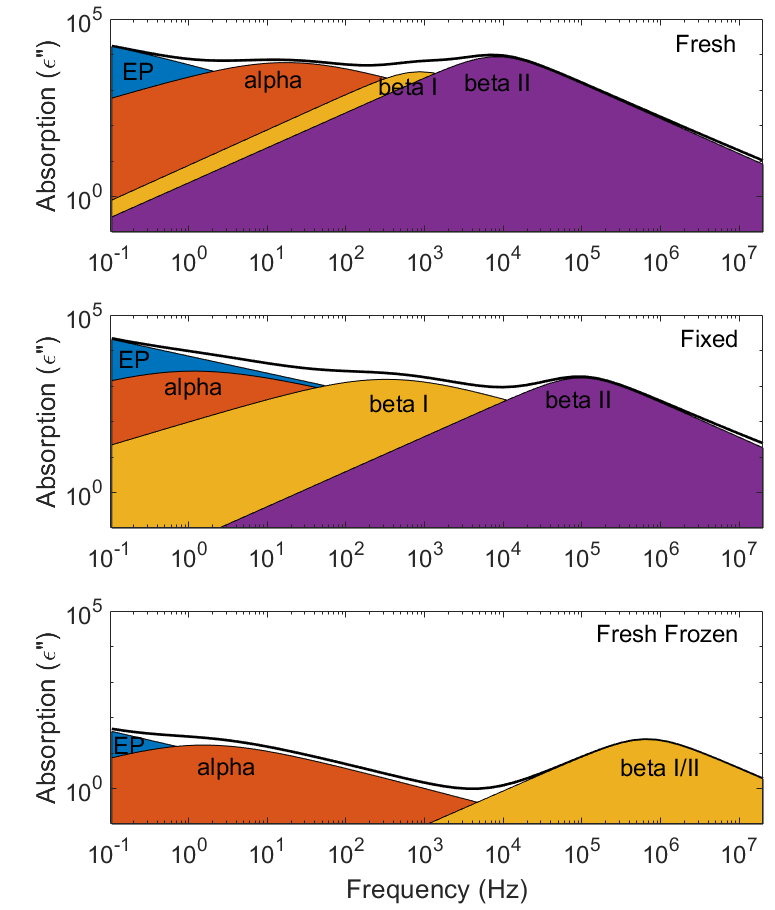 10^5
Fresh
EP
alpha
beta I
beta II
Absorption (ϵ")
10^0
10^-1 10^0 10^1 10^2 10^3 10^4 10^5 10^6 10^7
10^5
Fixed
EP
alpha
beta I
beta II
Absorption (ϵ")
10^0
10^-1 10^0 10^1 10^2 10^3 10^4 10^5 10^6 10^7
10^5
Fresh Frozen
EP
alpha
beta I/II
Absorption (ϵ")
10^0
10^-1 10^0 10^1 10^2 10^3 10^4 10^5 10^6 10^7
Frequency (Hz)